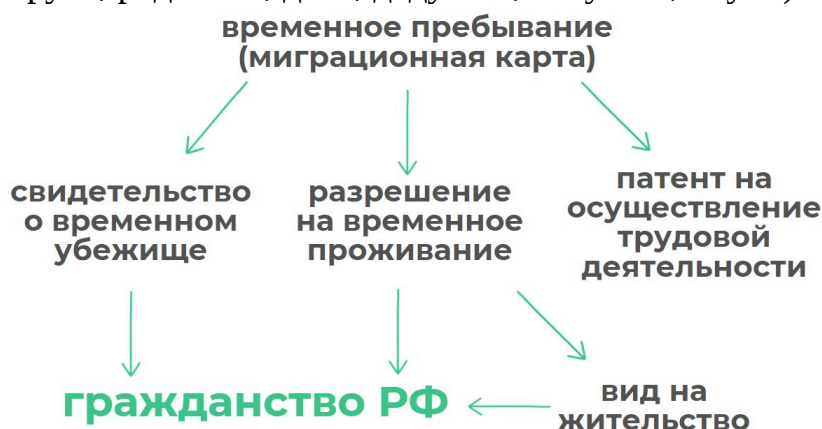 временное пребывание
(миграционная карта)
свидетельство
о временном
убежище
разрешение
на временное
проживание
патент на
осуществление
трудовой
деятельности
гражданство РФ
вид на
жительство